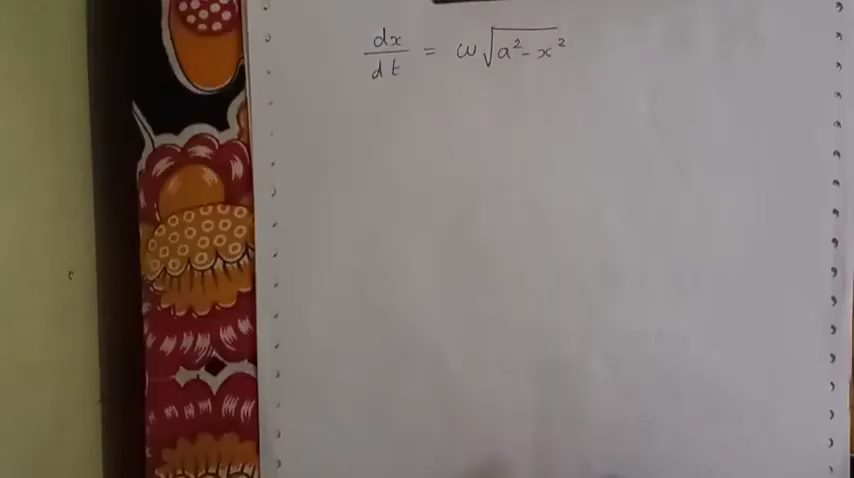 dx/dt = ω√(a² - x²)